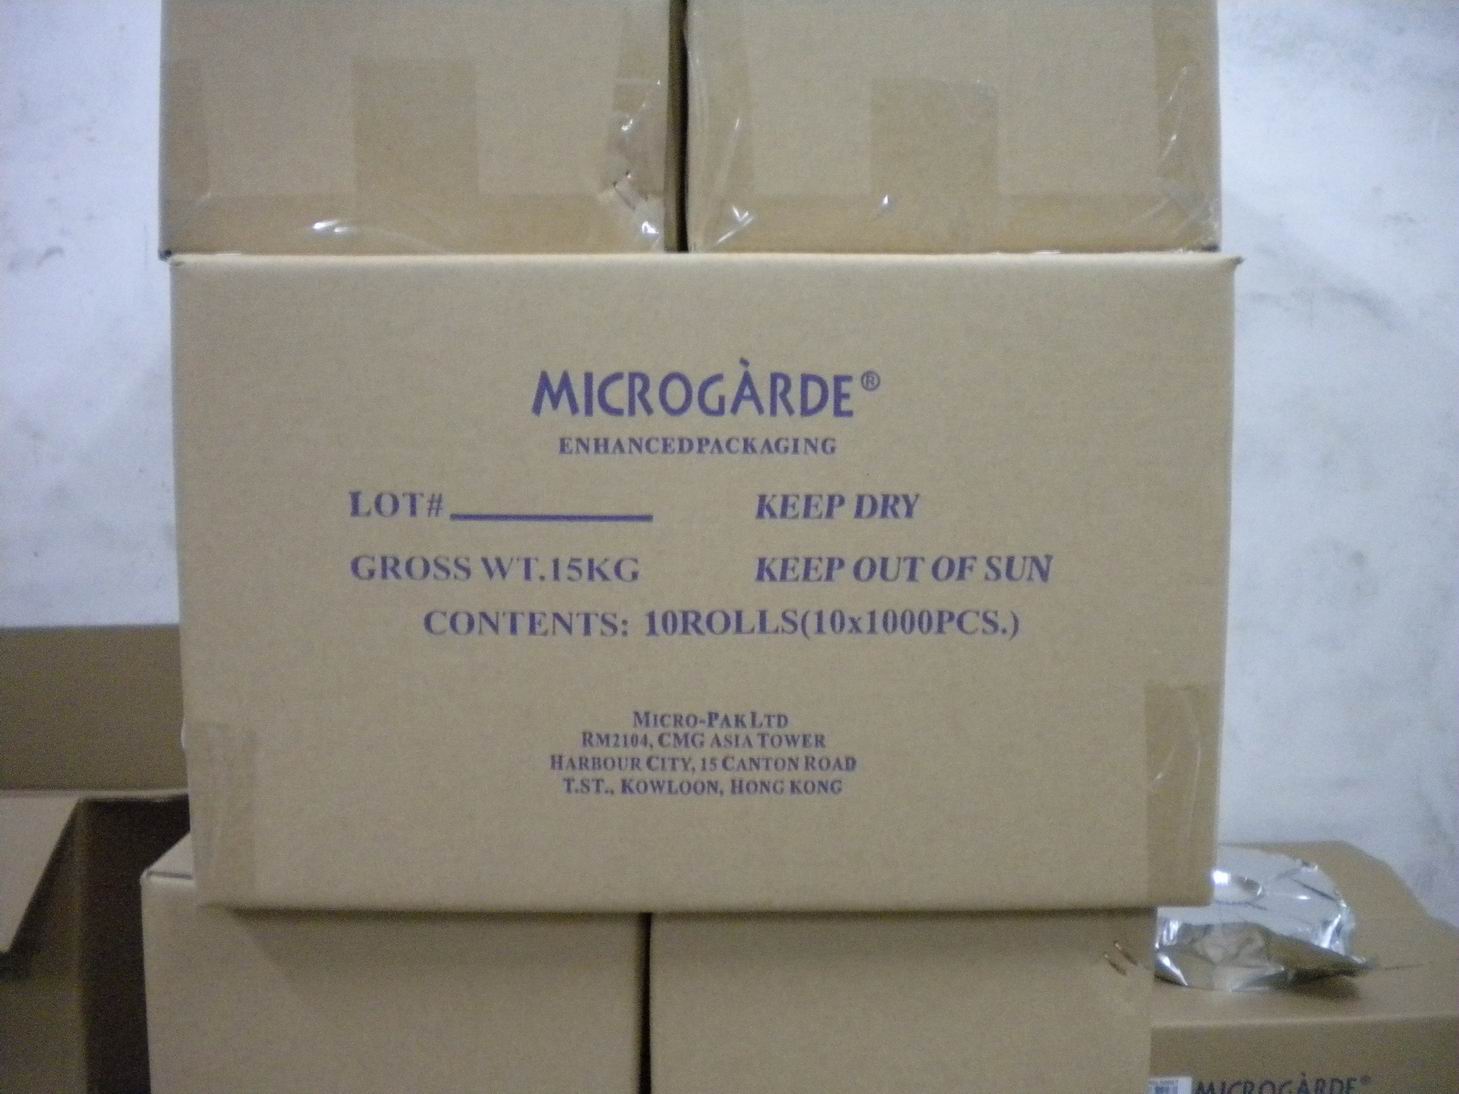 MICROGÀRDE®
ENHANCEDPACKAGING
LOT#__________ KEEP DRY
GROSS WT.15KG KEEP OUT OF SUN
CONTENTS: 10ROLLS(10x1000PCS.)
MICRO-PAK LTD
RM2104, CMG ASIA TOWER
HARBOUR CITY, 15 CANTON ROAD
T.ST., KOWLOON, HONG KONG
MICROGÀRDE®